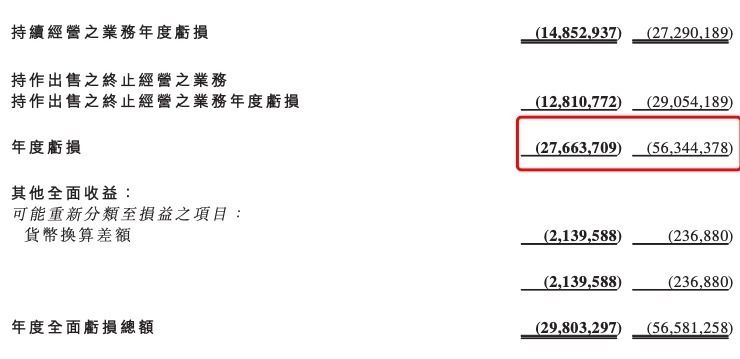 持續經營之業務年度虧損 (14,852,937) (27,290,189)
持作出售之終止經營之業務
持作出售之終止經營之業務年度虧損 (12,810,772) (29,054,189)
年度虧損 (27,663,709) (56,344,378)
其他全面收益：
可能重新分類至損益之項目：
貨幣換算差額 (2,139,588) (236,880)
(2,139,588) (236,880)
年度全面虧損總額 (29,803,297) (56,581,258)